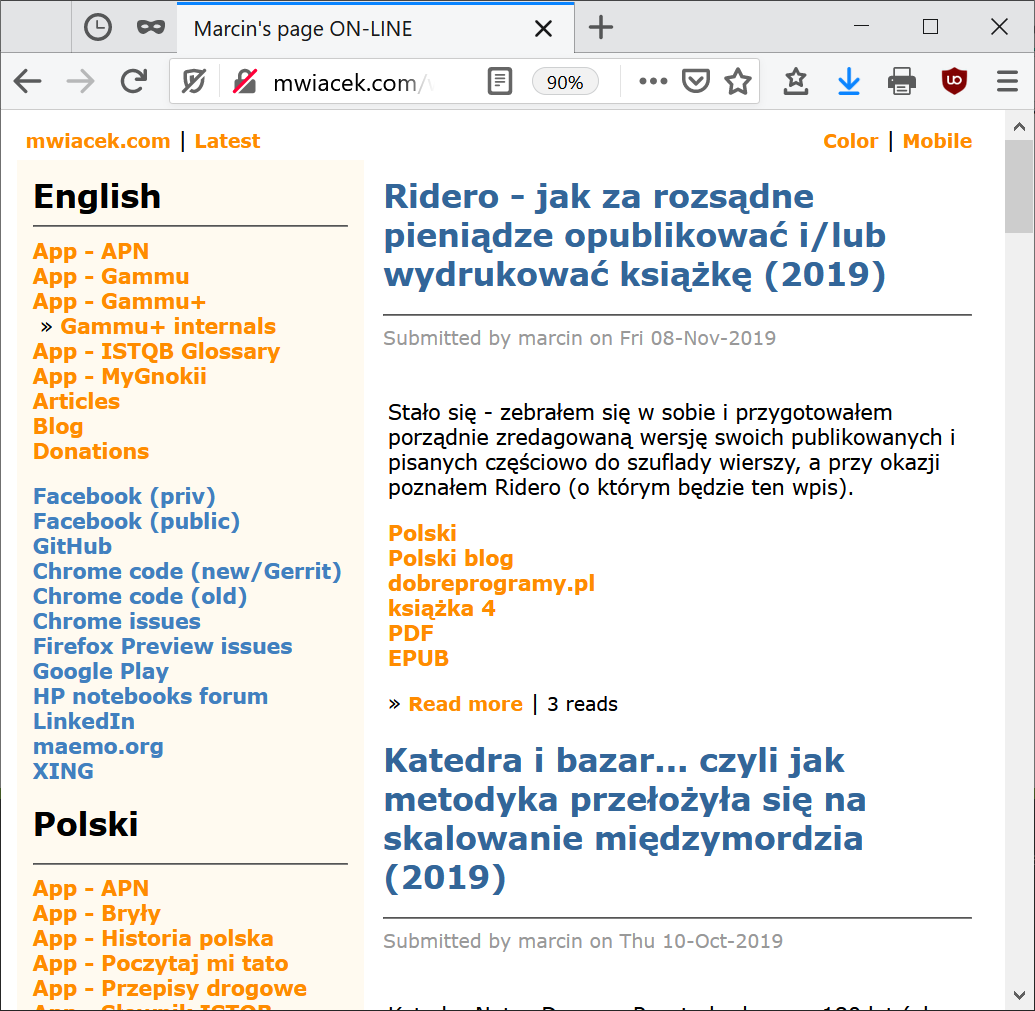 Marcin's page ON-LINE
mwiacek.com/
90%
mwiacek.com | Latest
Color | Mobile
English
App - APN
App - Gammu
App - Gammu+
» Gammu+ internals
App - ISTQB Glossary
App - MyGnokii
Articles
Blog
Donations
Facebook (priv)
Facebook (public)
GitHub
Chrome code (new/Gerrit)
Chrome code (old)
Chrome issues
Firefox Preview issues
Google Play
HP notebooks forum
LinkedIn
maemo.org
XING
Polski
App - APN
App - Bryły
App - Historia polska
App - Poczytaj mi tato
App - Przepisy drogowe
App - Słownik ISTQB
Ridero - jak za rozsądne
pieniądze opublikować i/lub
wydrukować książkę (2019)
Submitted by marcin on Fri 08-Nov-2019
Stało się - zebrałem się w sobie i przygotowałem
porządnie zredagowaną wersję swoich publikowanych i
pisanych częściowo do szuflady wierszy, a przy okazji
poznałem Ridero (o którym będzie ten wpis).
Polski
Polski blog
dobreprogramy.pl
książka 4
PDF
EPUB
» Read more | 3 reads
Katedra i bazar... czyli jak
metodyka przełożyła się na
skalowanie międzymordzia
(2019)
Submitted by marcin on Thu 10-Oct-2019